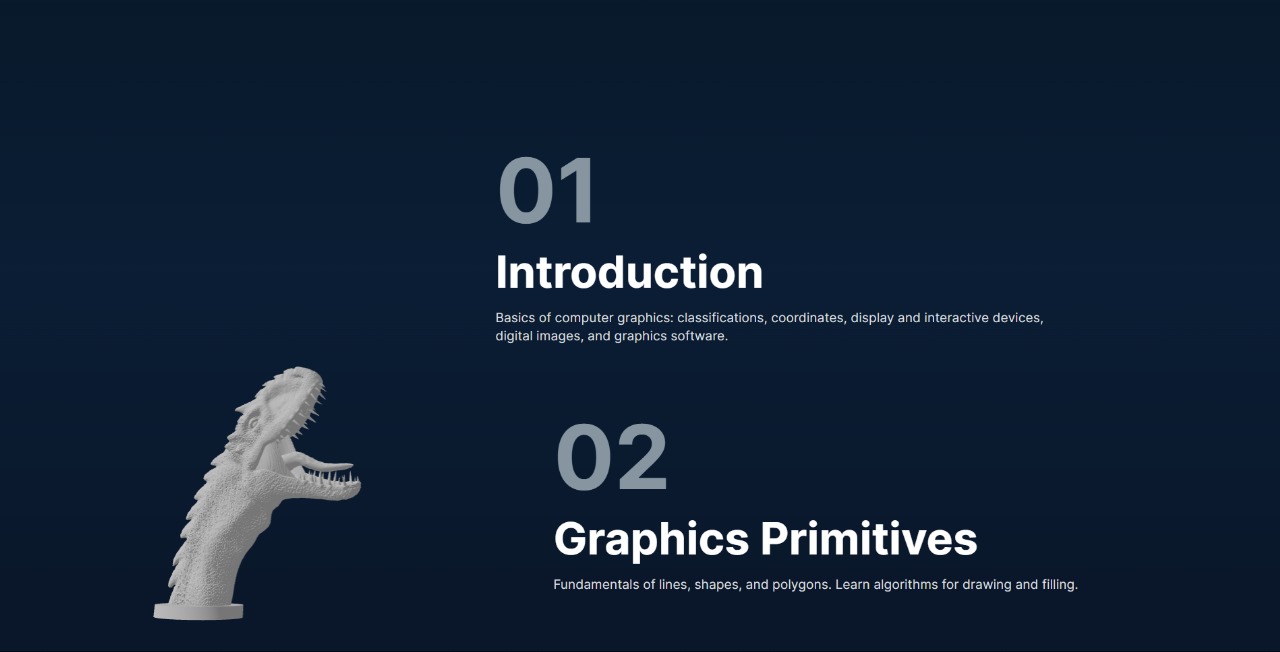 01
Introduction
Basics of computer graphics: classifications, coordinates, display and interactive devices,
digital images, and graphics software.
02
Graphics Primitives
Fundamentals of lines, shapes, and polygons. Learn algorithms for drawing and filling.